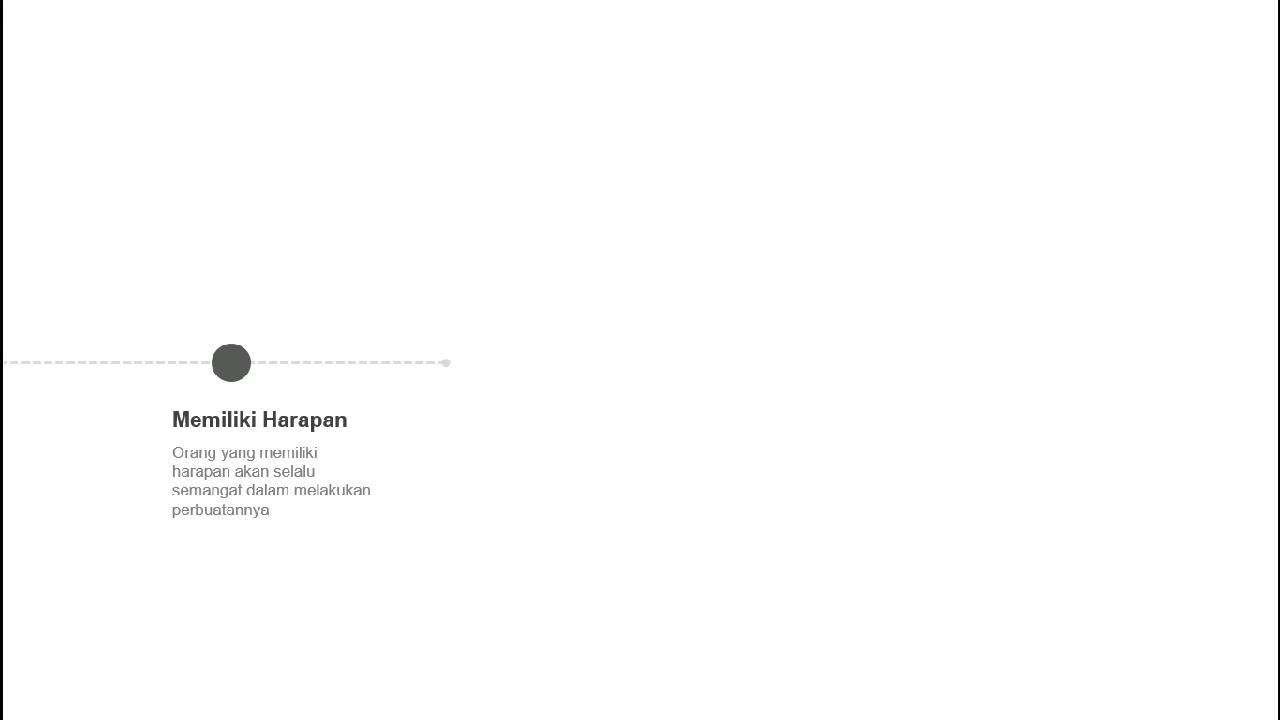 Memiliki Harapan
Orang yang memiliki
harapan akan selalu
semangat dalam melakukan
perbuatannya